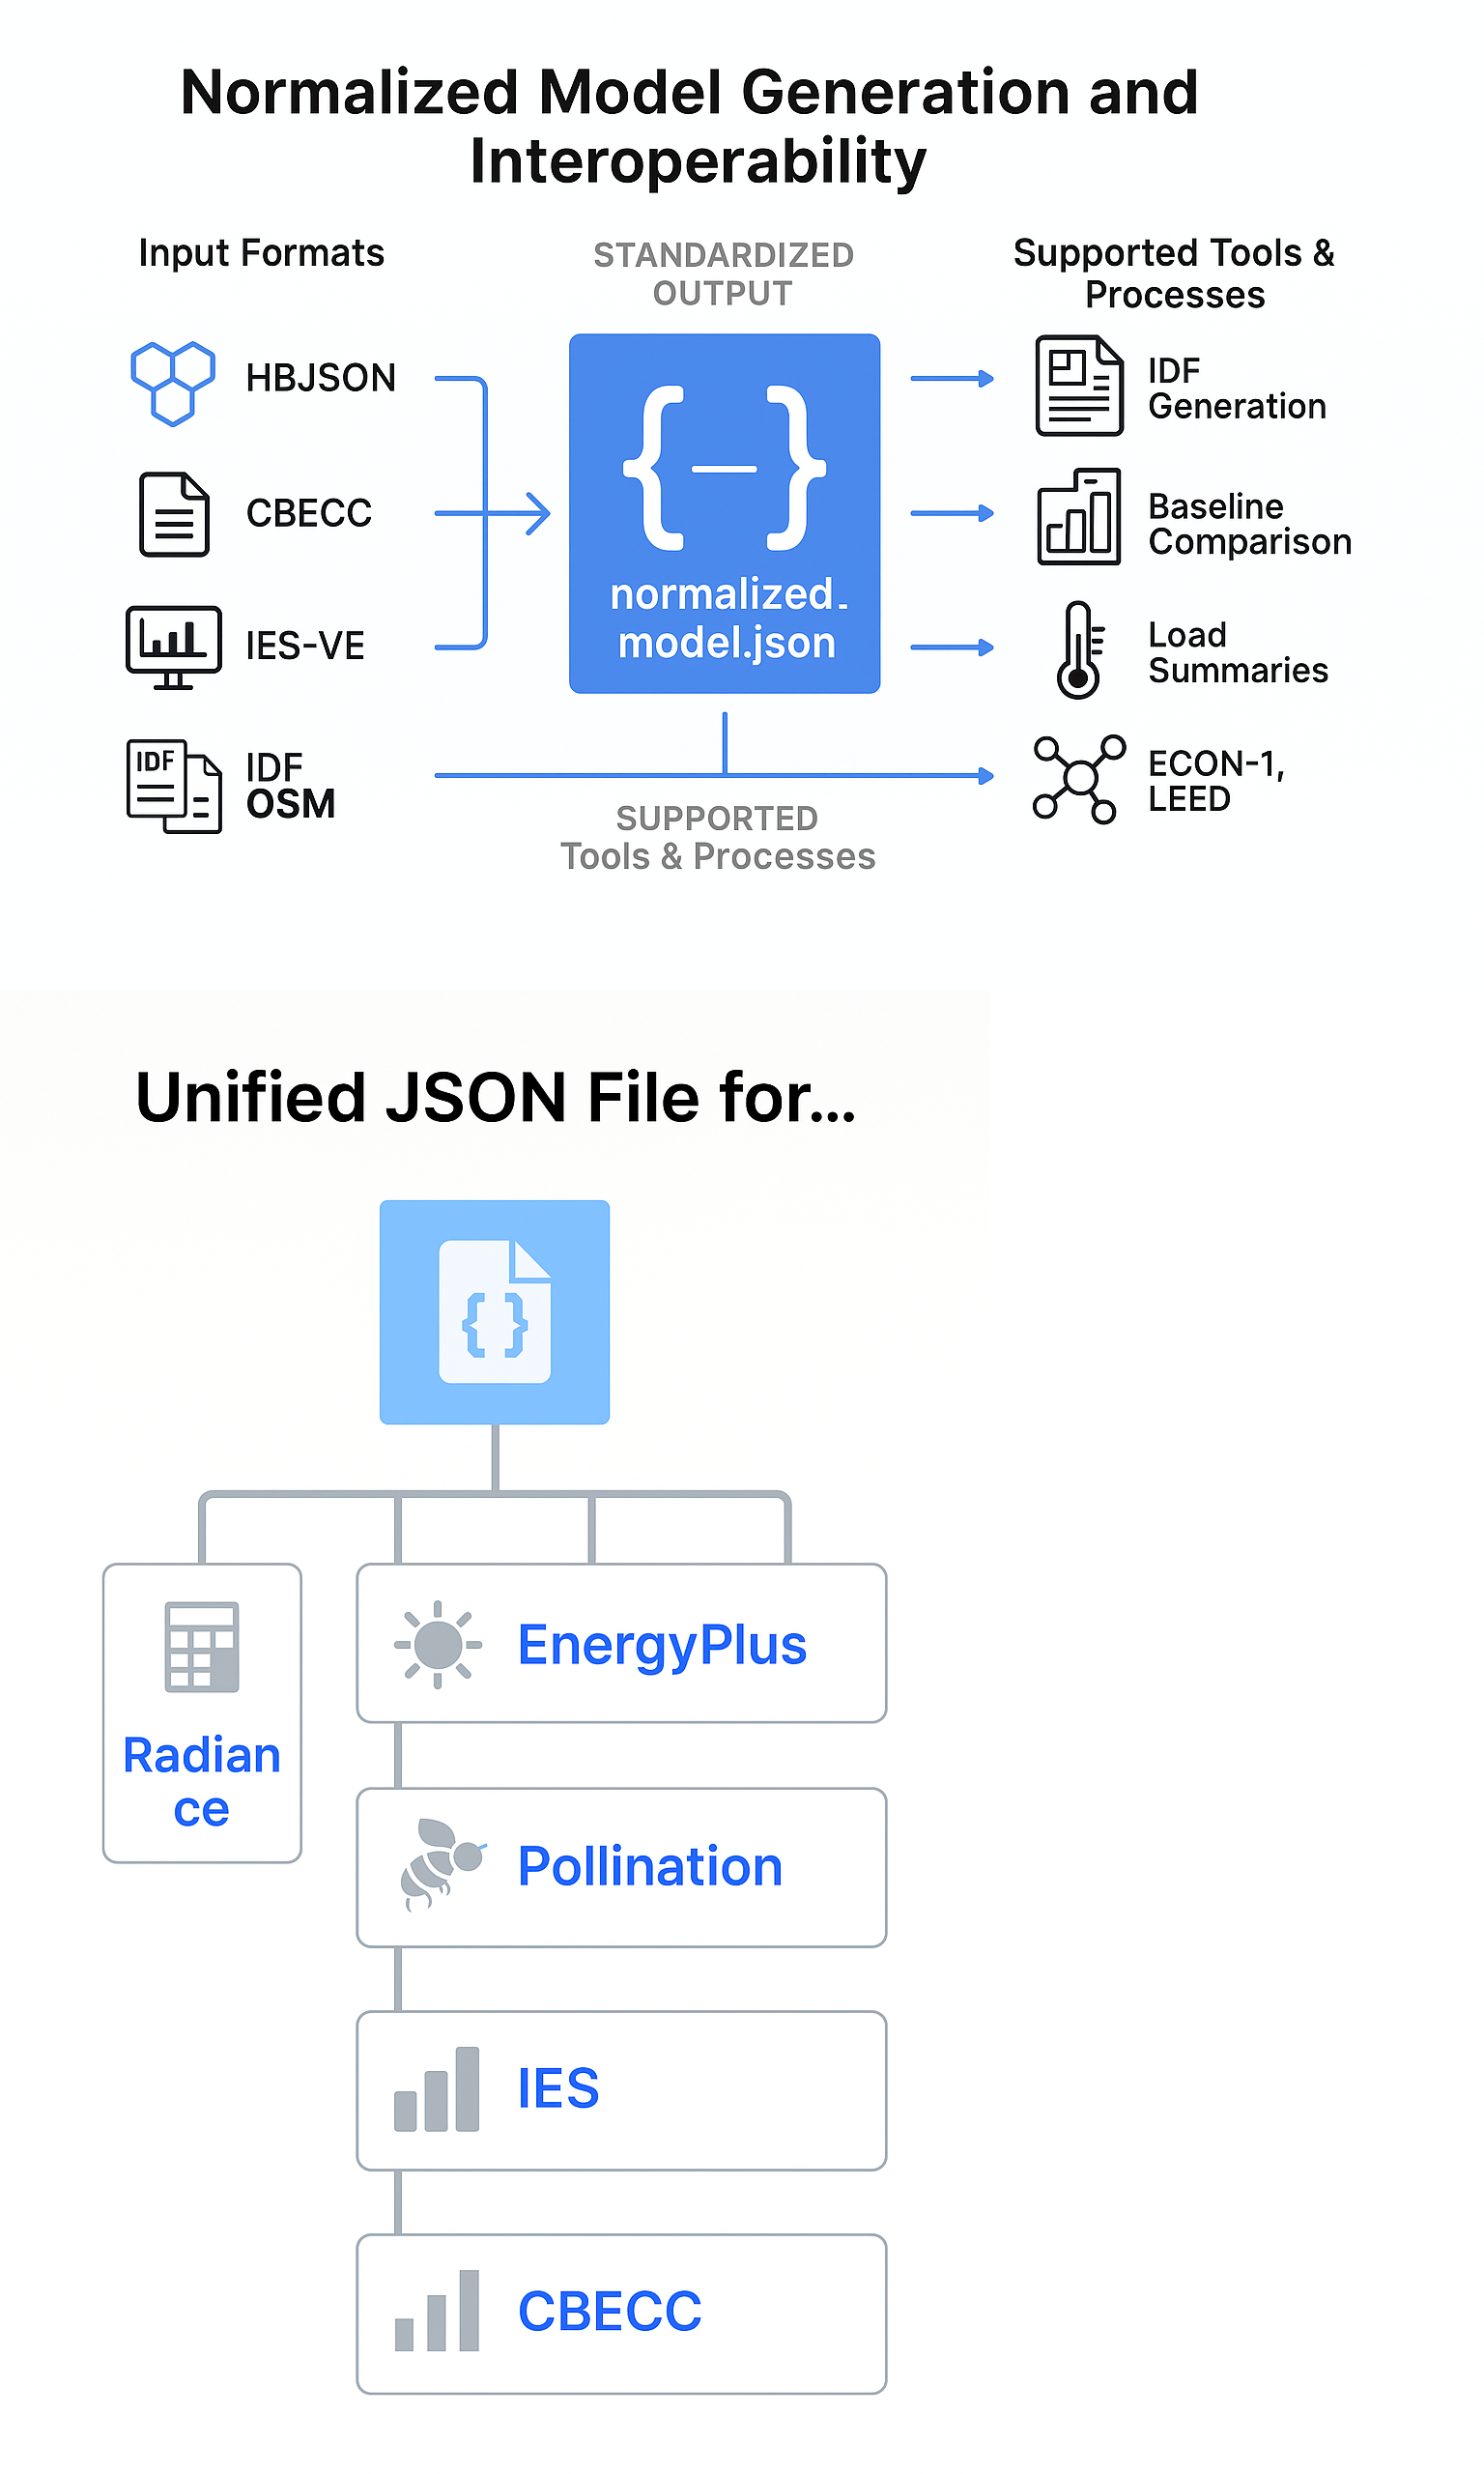 Normalized Model Generation and
Interoperability
Input Formats
STANDARDIZED
OUTPUT
Supported Tools &
Processes
HBJSON
CBECC
IES-VE
IDF
IDF
OSM
{–}
normalized.
model.json
IDF
Generation
Baseline
Comparison
Load
Summaries
ECON-1,
LEED
SUPPORTED
Tools & Processes
Unified JSON File for...
{ }
Radian
ce
EnergyPlus
Pollination
IES
CBECC